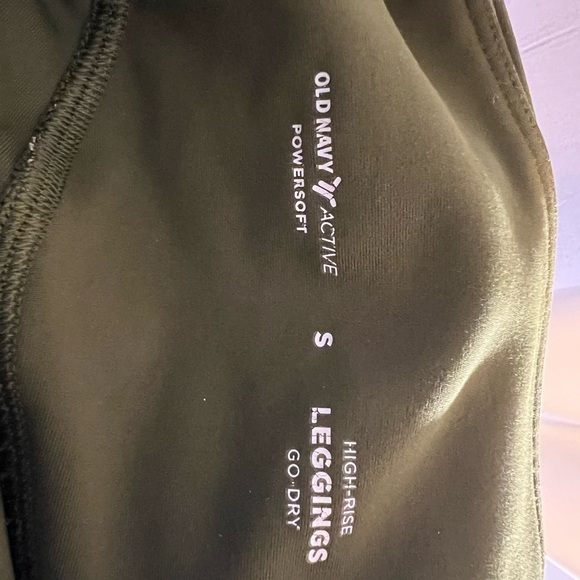 OLD NAVY ACTIVE
POWERSOFT
S
HIGH-RISE
LEGGINGS
GO•DRY